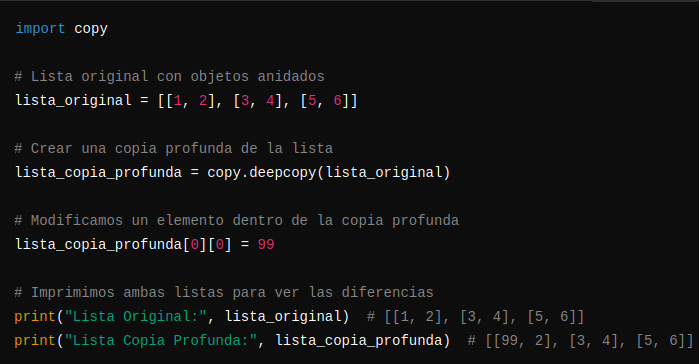 import copy
# Lista original con objetos anidados
lista_original = [[1, 2], [3, 4], [5, 6]]
# Crear una copia profunda de la lista
lista_copia_profunda = copy.deepcopy(lista_original)
# Modificamos un elemento dentro de la copia profunda
lista_copia_profunda[0][0] = 99
# Imprimimos ambas listas para ver las diferencias
print("Lista Original:", lista_original)  # [[1, 2], [3, 4], [5, 6]]
print("Lista Copia Profunda:", lista_copia_profunda)  # [[99, 2], [3, 4], [5, 6]]